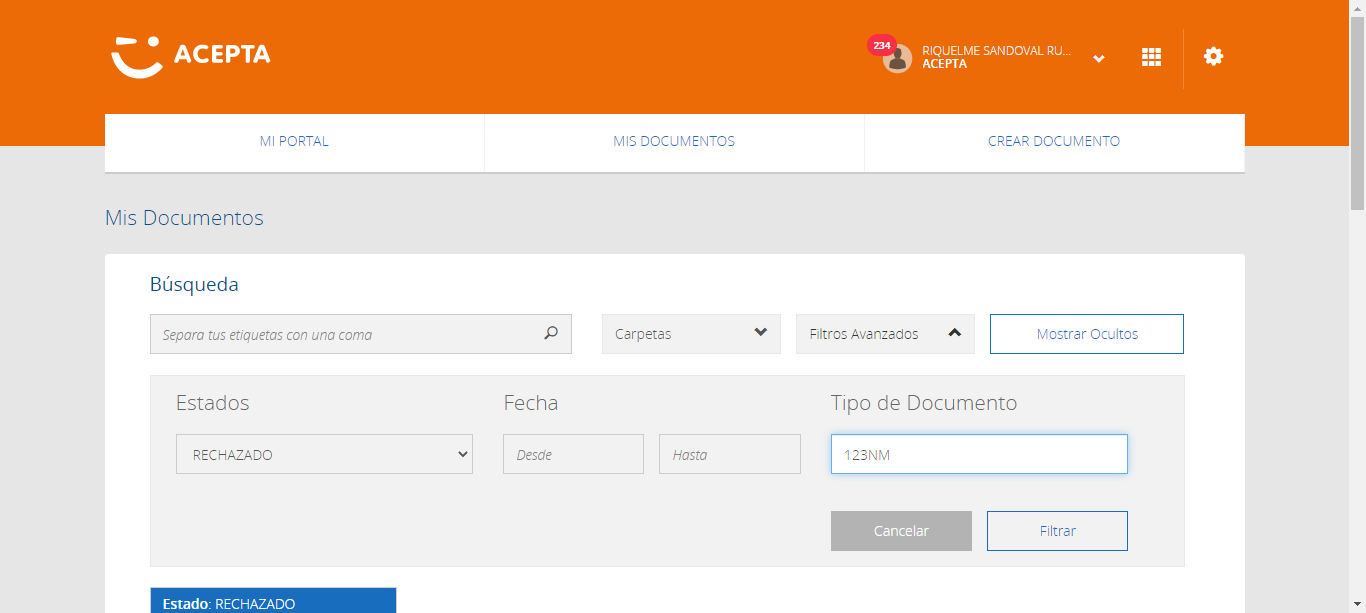 ACEPTA
234
RIQUELME SANDOVAL RU...
ACEPTA
MI PORTAL
MIS DOCUMENTOS
CREAR DOCUMENTO
Mis Documentos
Búsqueda
Separa tus etiquetas con una coma
Carpetas
Filtros Avanzados
Mostrar Ocultos
Estados
Fecha
Tipo de Documento
RECHAZADO
Desde
Hasta
123NM
Cancelar
Filtrar
Estado: RECHAZADO